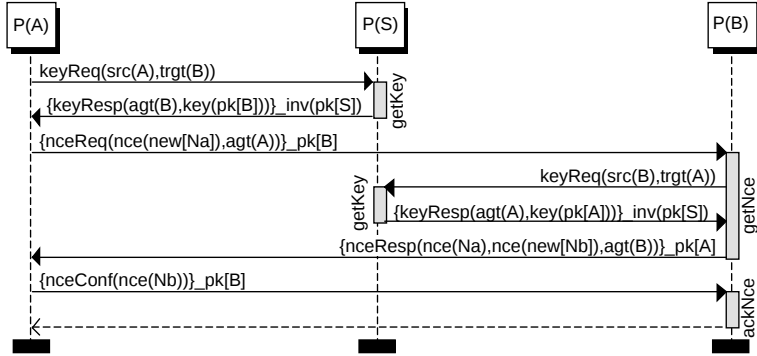 P(A)
P(S)
P(B)
keyReq(src(A),trgt(B))
{keyResp(agt(B),key(pk[B]))}_inv(pk[S])
getKey
{nceReq(nce(new[Na]),agt(A))}_pk[B]
keyReq(src(B),trgt(A))
getKey
{keyResp(agt(A),key(pk[A]))}_inv(pk[S])
getNce
{nceResp(nce(Na),nce(new[Nb]),agt(B))}_pk[A]
{nceConf(nce(Nb))}_pk[B]
ackNce